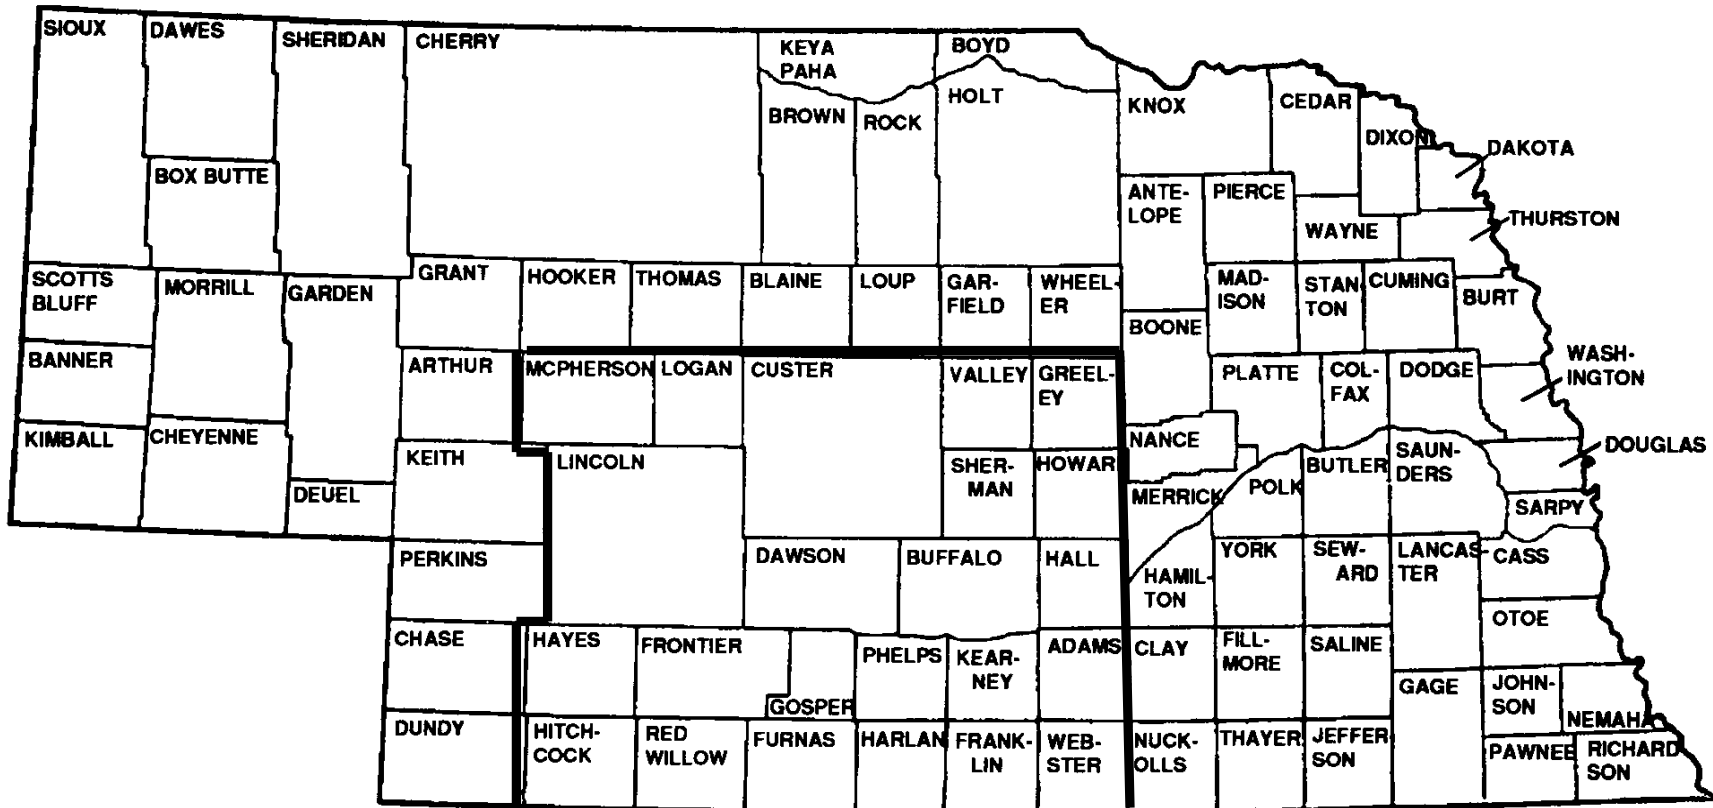 SIOUX
DAWES
SHERIDAN
CHERRY
KEYA
PAHA
BOYD
BROWN
ROCK
HOLT
KNOX
CEDAR
DIXON
DAKOTA
BOX BUTTE
ANTE-
LOPE
PIERCE
WAYNE
THURSTON
SCOTTS
BLUFF
MORRILL
GARDEN
GRANT
HOOKER
THOMAS
BLAINE
LOUP
GAR-
FIELD
WHEEL-
ER
BOONE
MAD-
ISON
STAN-
TON
CUMING
BURT
BANNER
ARTHUR
MCPHERSON
LOGAN
CUSTER
VALLEY
GREEL-
EY
PLATTE
COL-
FAX
DODGE
WASH-
INGTON
KIMBALL
CHEYENNE
KEITH
LINCOLN
SHER-
MAN
HOWAR
NANCE
MERRICK
POLK
BUTLER
SAUN-
DERS
DOUGLAS
DEUEL
SARPY
PERKINS
DAWSON
BUFFALO
HALL
HAMIL-
TON
YORK
SEW-
ARD
LANCAS-
TER
CASS
OTOE
CHASE
HAYES
FRONTIER
GOSPER
PHELPS
KEAR-
NEY
ADAMS
CLAY
FILL-
MORE
SALINE
GAGE
JOHN-
SON
NEMAHA
DUNDY
HITCH-
COCK
RED
WILLOW
FURNAS
HARLAN
FRANK-
LIN
WEB-
STER
NUCK-
OLLS
THAYER
JEFFER
SON
PAWNEE
RICHARD
SON